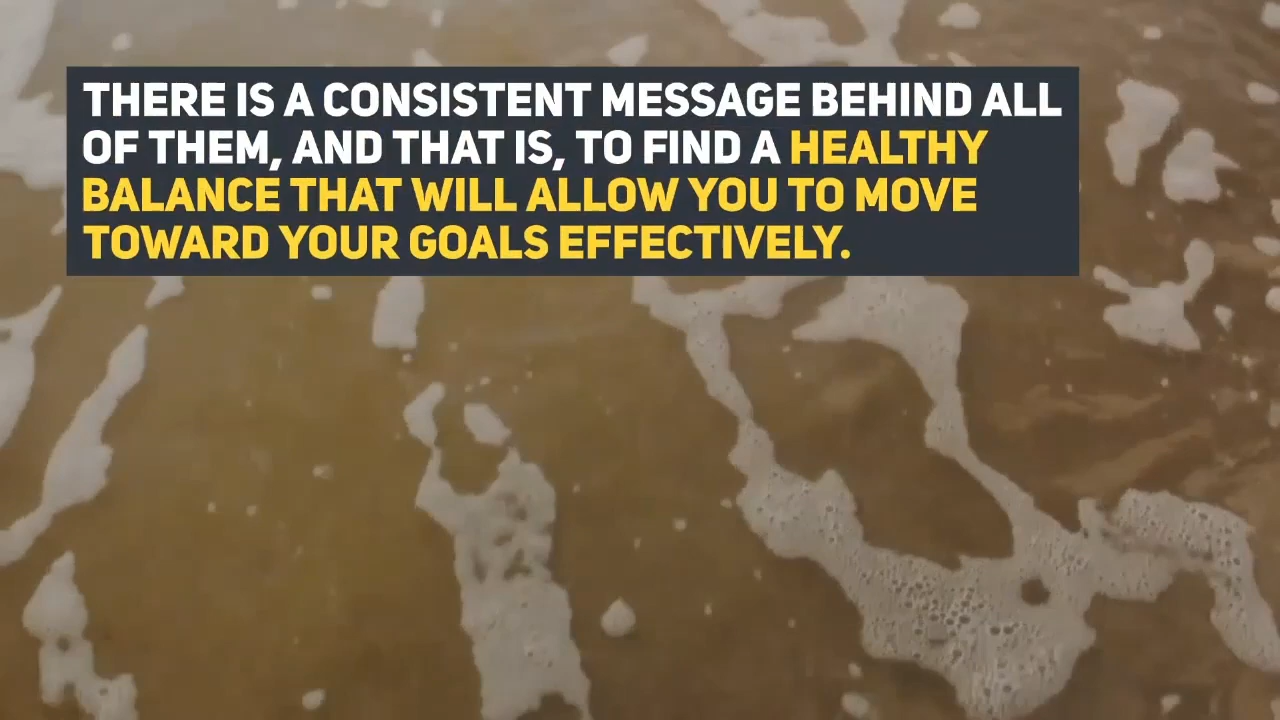 THERE IS A CONSISTENT MESSAGE BEHIND ALL
OF THEM, AND THAT IS, TO FIND A HEALTHY
BALANCE THAT WILL ALLOW YOU TO MOVE
TOWARD YOUR GOALS EFFECTIVELY.